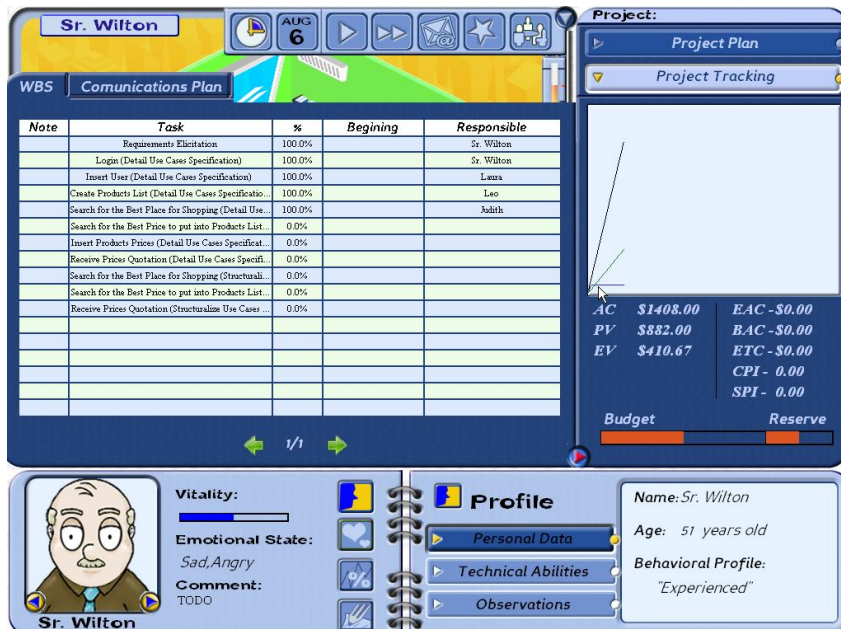 Sr. Wilton
AUG
6
Project:
Project Plan
Project Tracking
WBS
Comunications Plan
Note Task % Begining Responsible
Requirements Elicitation 100.0% Sr. Wilton
Login (Detail Use Cases Specification) 100.0% Sr. Wilton
Insert User (Detail Use Cases Specification) 100.0% Laura
Create Products List (Detail Use Cases Specificatio... 100.0% Leo
Search for the Best Place for Shopping (Detail Use... 100.0% Judith
Search for the Best Price to put into Products List... 0.0%
Insert Products Prices (Detail Use Cases Specificat... 0.0%
Receive Prices Quotation (Detail Use Cases Specifi... 0.0%
Search for the Best Place for Shopping (Structurali... 0.0%
Search for the Best Price to put into Products List... 0.0%
Receive Prices Quotation (Structuralize Use Cases ... 0.0%
1/1
AC $1408.00 EAC -$0.00
PV $882.00 BAC -$0.00
EV $410.67 ETC -$0.00
CPI - 0.00
SPI - 0.00
Budget Reserve
Vitality:
Emotional State:
Sad,Angry
Comment:
TODO
Sr. Wilton
Profile
Personal Data
Technical Abilities
Observations
Name: Sr. Wilton
Age: 51 years old
Behavioral Profile:
"Experienced"